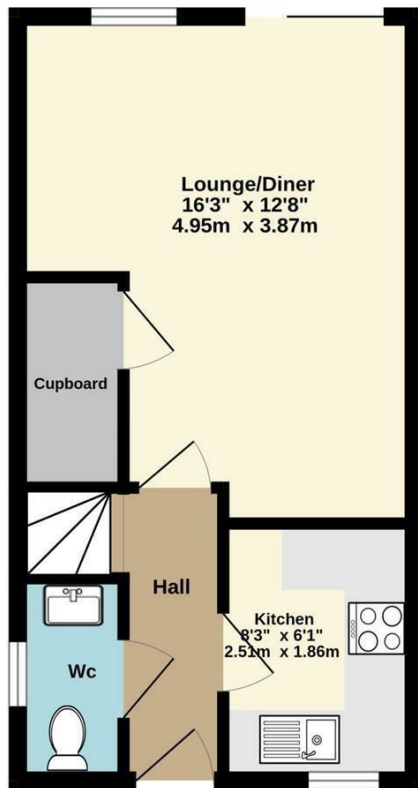 Lounge/Diner
16'3" x 12'8"
4.95m x 3.87m
Cupboard
Hall
Kitchen
8'3" x 6'1"
2.51m x 1.86m
Wc